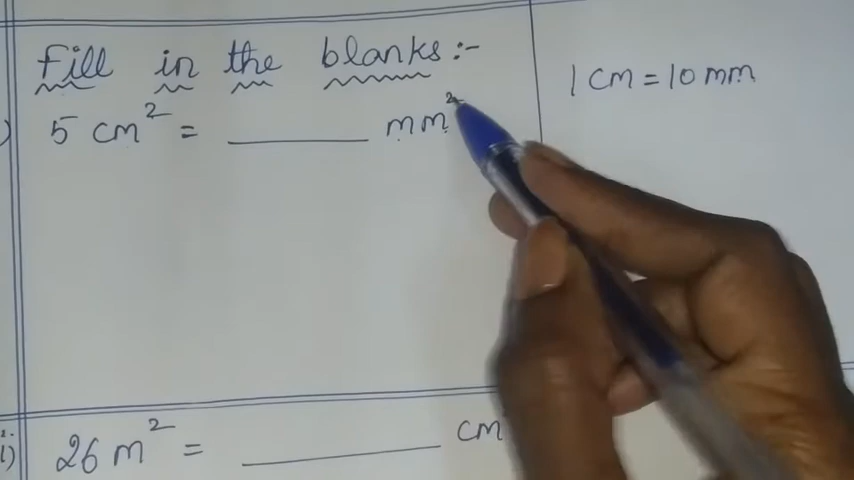 Fill in the blanks :-
1 cm = 10 mm
) 5 cm² = ________ mm²
i) 26 m² = ________ cm